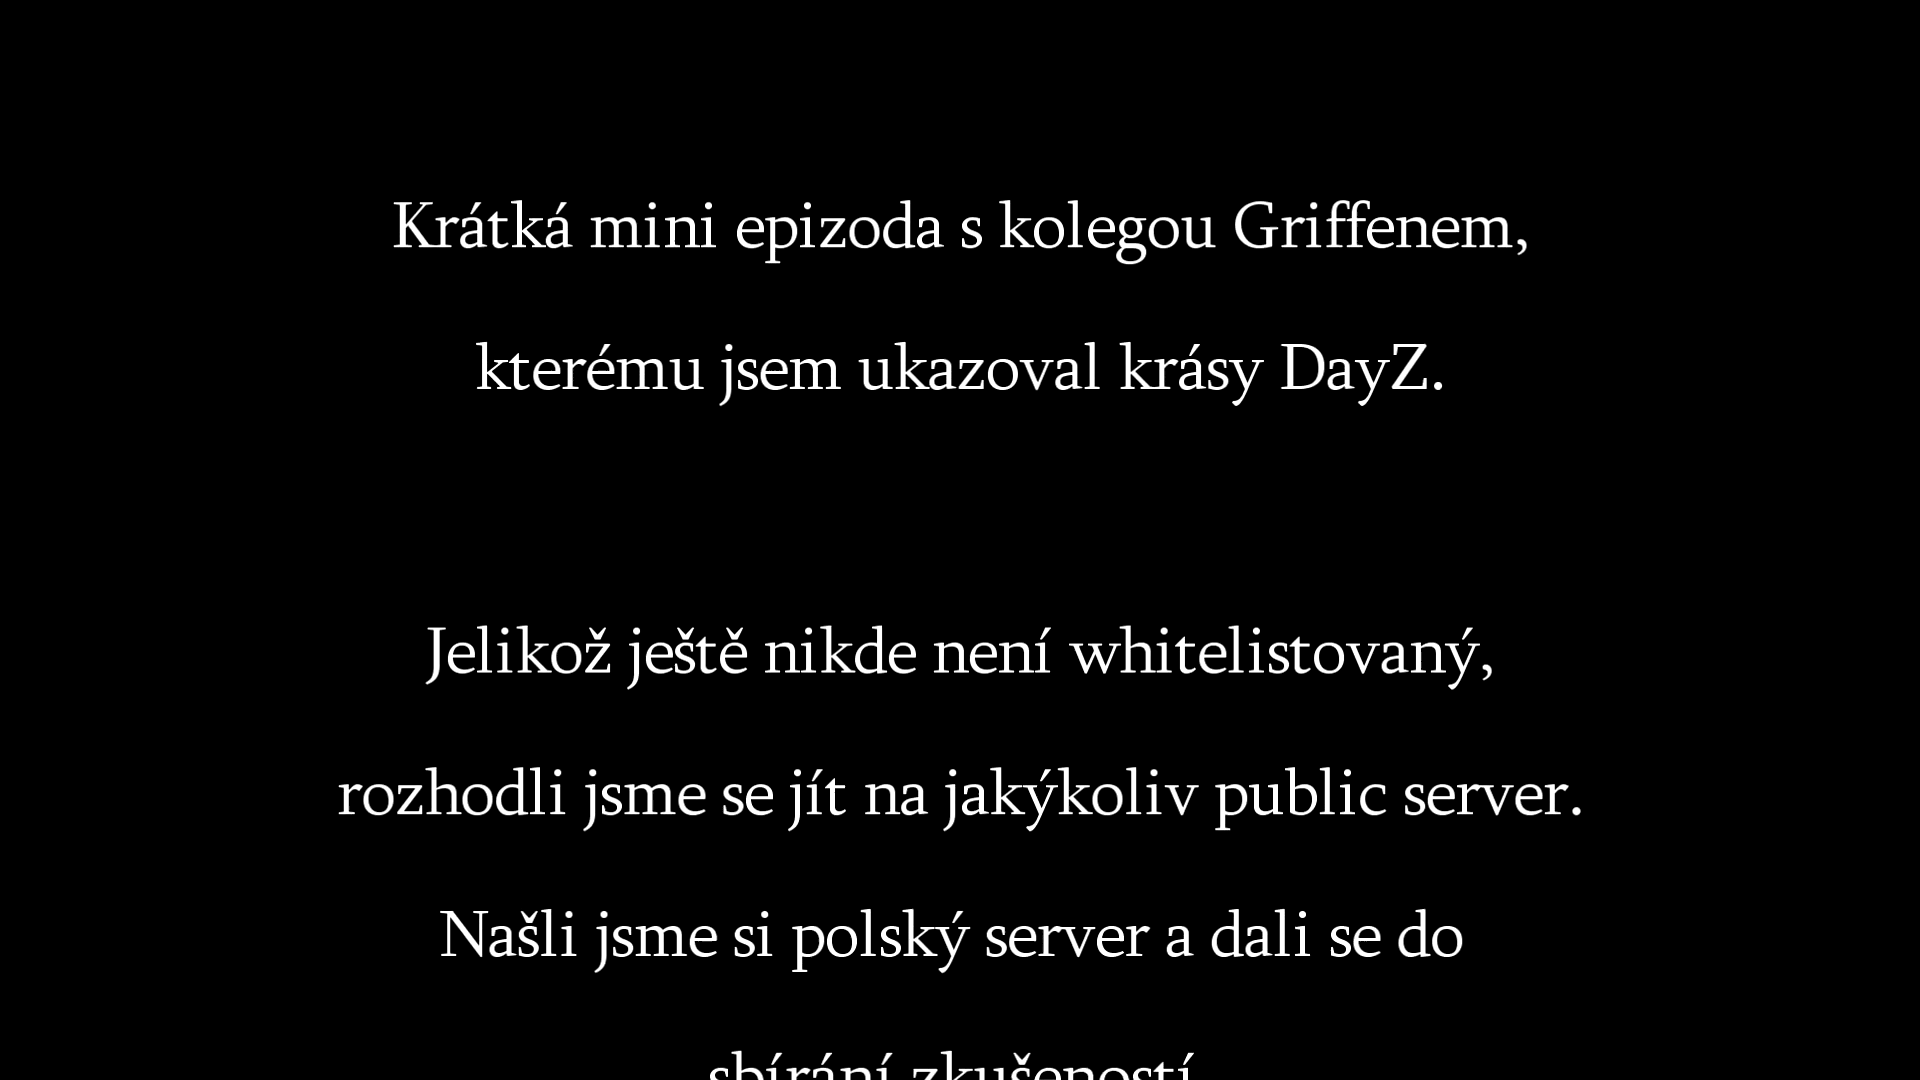 Krátká mini epizoda s kolegou Griffenem,
kterému jsem ukazoval krásy DayZ.
Jelikož ještě nikde není whitelistovaný,
rozhodli jsme se jít na jakýkoliv public server.
Našli jsme si polský server a dali se do
sbírání zkušeností